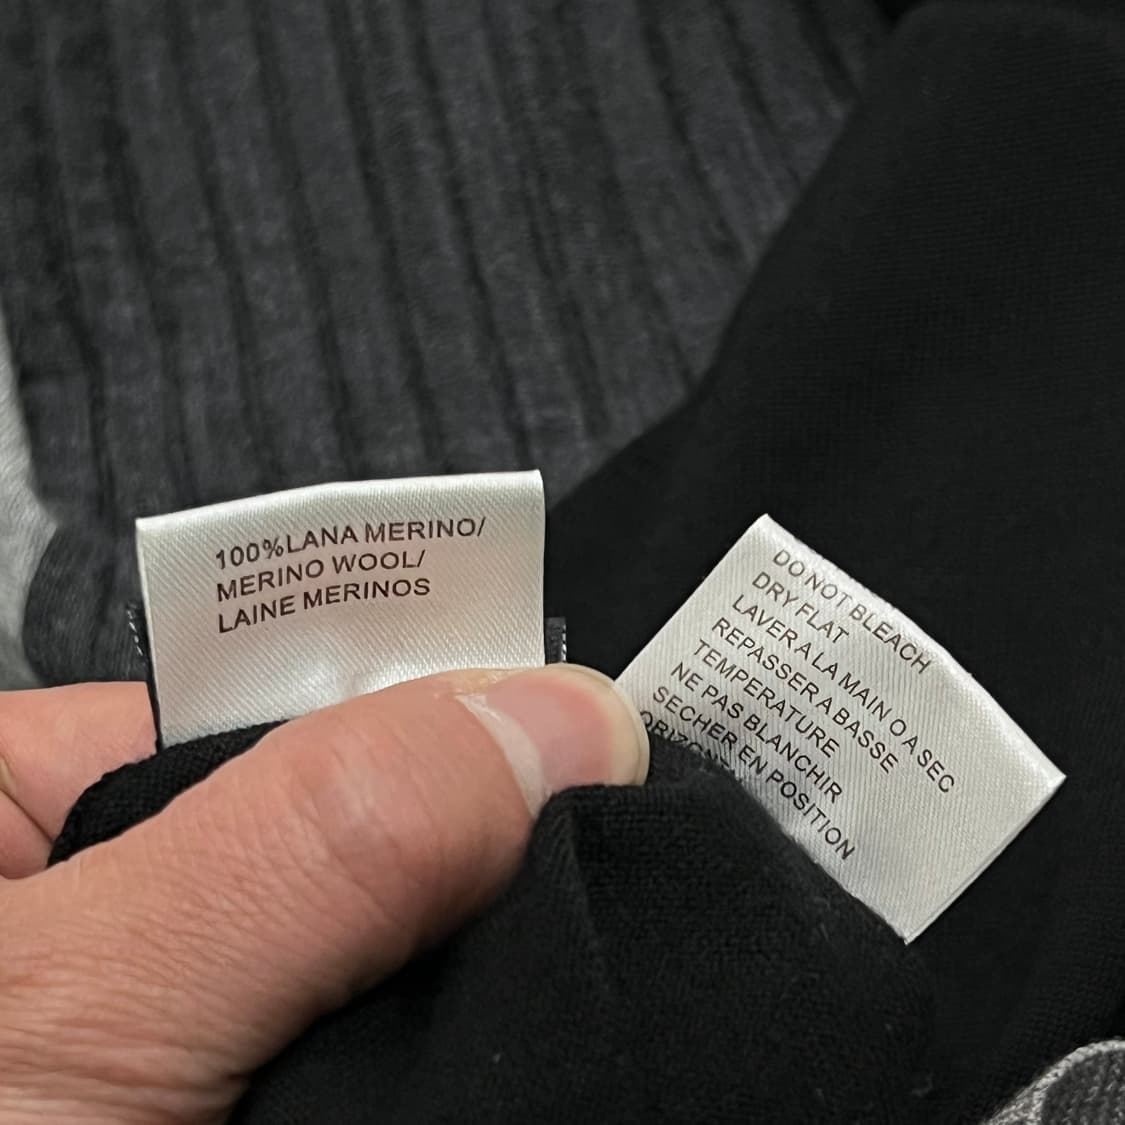 100%LANA MERINO/
MERINO WOOL/
LAINE MERINOS
DO NOT BLEACH
DRY FLAT
LAVER A LA MAIN O A SEC
REPASSER A BASSE
TEMPERATURE
NE PAS BLANCHIR
SECHER EN POSITION